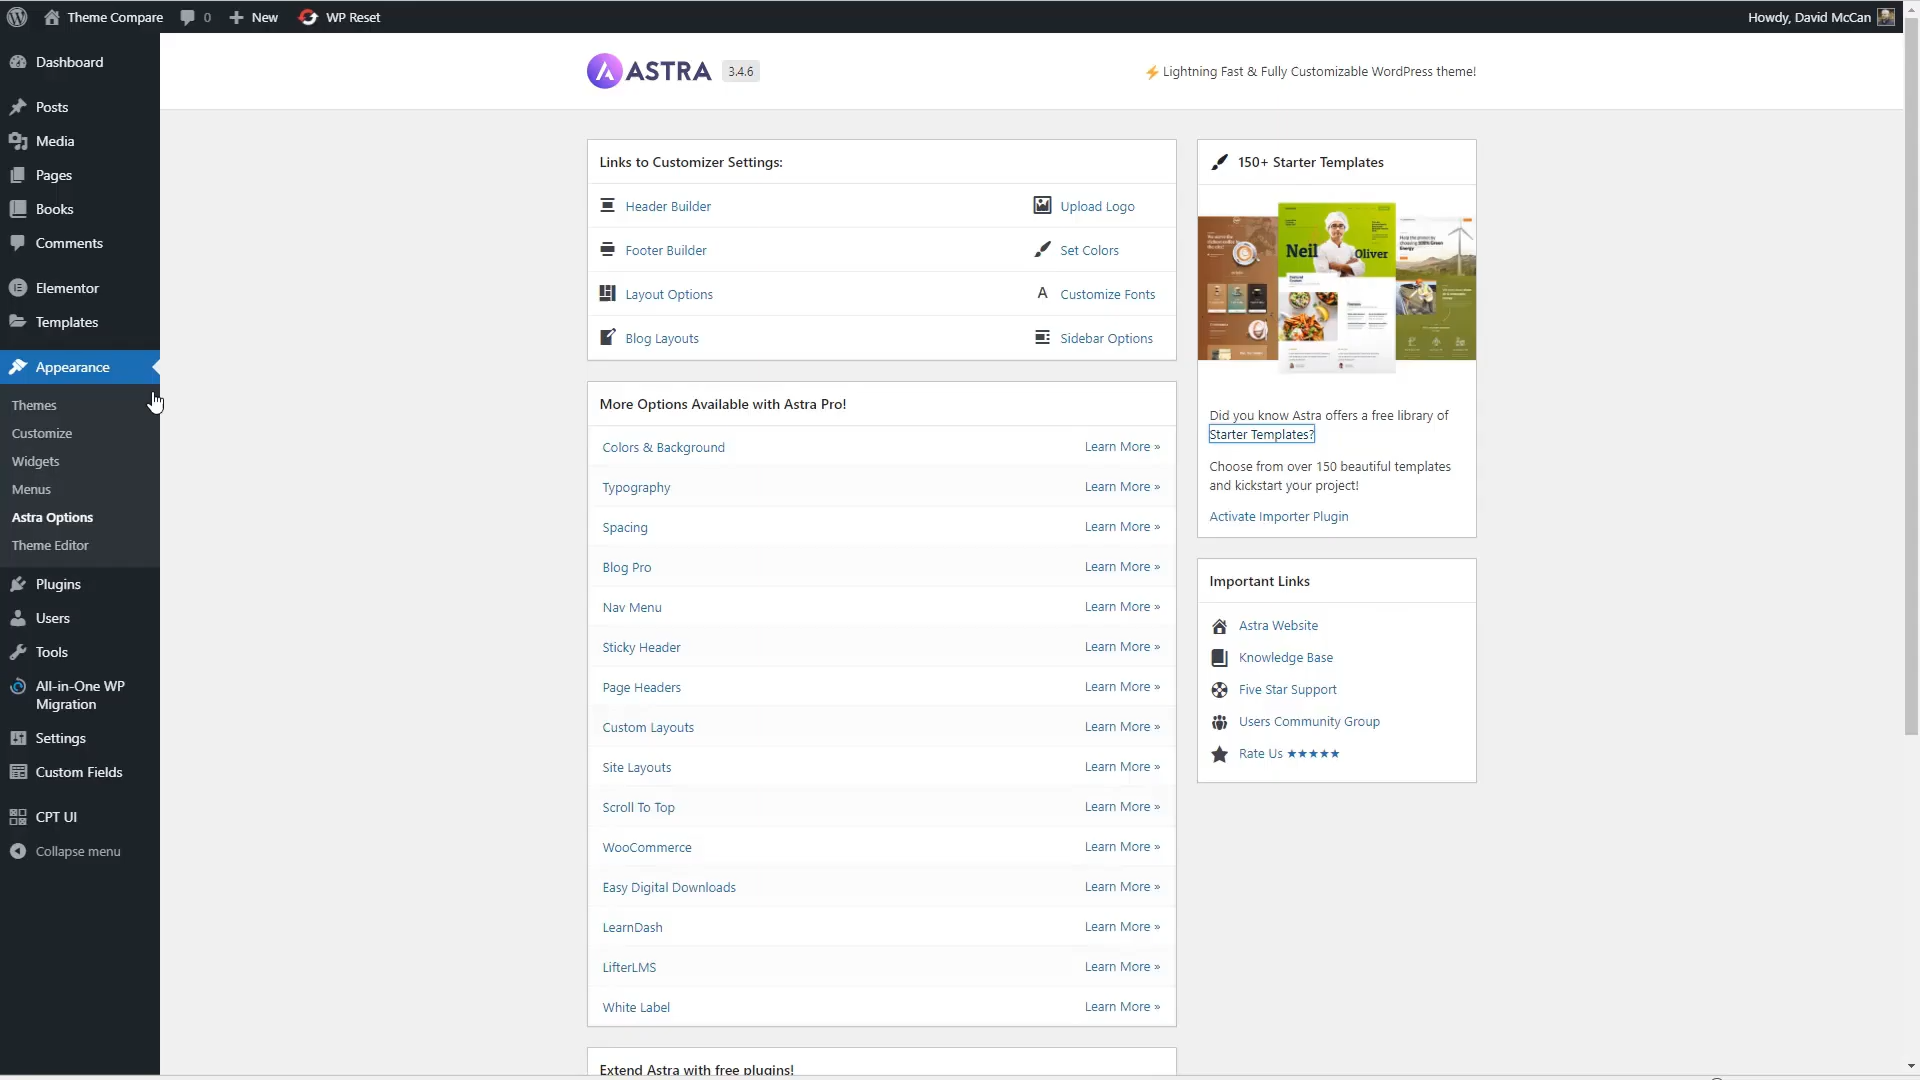 Theme Compare
0
New
WP Reset
Howdy, David McCan
Dashboard
Posts
Media
Pages
Books
Comments
Elementor
Templates
Appearance
Themes
Customize
Widgets
Menus
Astra Options
Theme Editor
Plugins
Users
Tools
All-in-One WP
Migration
Settings
Custom Fields
CPT UI
Collapse menu
ASTRA
3.4.6
Lightning Fast & Fully Customizable WordPress theme!
Links to Customizer Settings:
Header Builder
Upload Logo
Footer Builder
Set Colors
Layout Options
Customize Fonts
Blog Layouts
Sidebar Options
More Options Available with Astra Pro!
Colors & Background
Learn More »
Typography
Learn More »
Spacing
Learn More »
Blog Pro
Learn More »
Nav Menu
Learn More »
Sticky Header
Learn More »
Page Headers
Learn More »
Custom Layouts
Learn More »
Site Layouts
Learn More »
Scroll To Top
Learn More »
WooCommerce
Learn More »
Easy Digital Downloads
Learn More »
LearnDash
Learn More »
LifterLMS
Learn More »
White Label
Learn More »
Extend Astra with free plugins!
150+ Starter Templates
Neil
Oliver
Did you know Astra offers a free library of
Starter Templates?
Choose from over 150 beautiful templates
and kickstart your project!
Activate Importer Plugin
Important Links
Astra Website
Knowledge Base
Five Star Support
Users Community Group
Rate Us ★★★★★